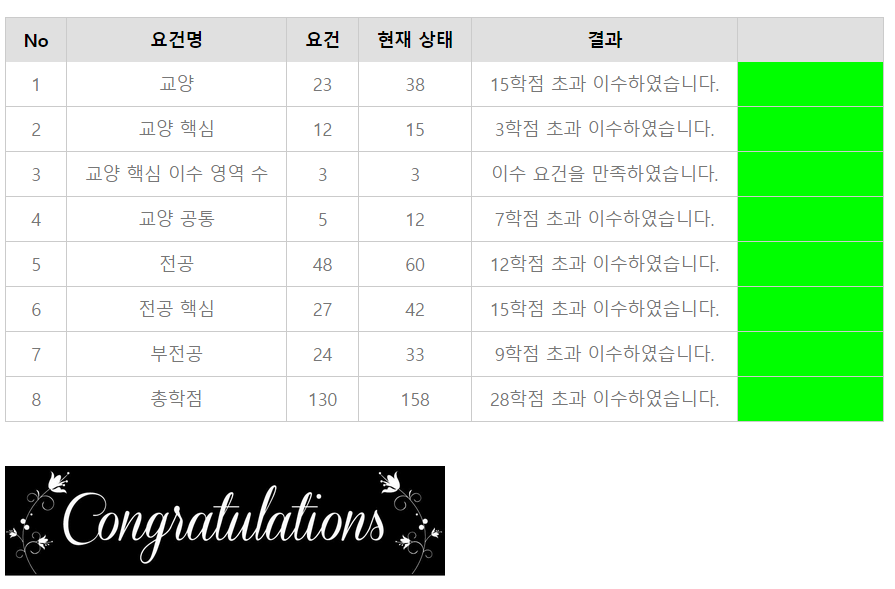 No 요건명 요건 현재 상태 결과
1 교양 23 38 15학점 초과 이수하였습니다.
2 교양 핵심 12 15 3학점 초과 이수하였습니다.
3 교양 핵심 이수 영역 수 3 3 이수 요건을 만족하였습니다.
4 교양 공통 5 12 7학점 초과 이수하였습니다.
5 전공 48 60 12학점 초과 이수하였습니다.
6 전공 핵심 27 42 15학점 초과 이수하였습니다.
7 부전공 24 33 9학점 초과 이수하였습니다.
8 총학점 130 158 28학점 초과 이수하였습니다.
Congratulations